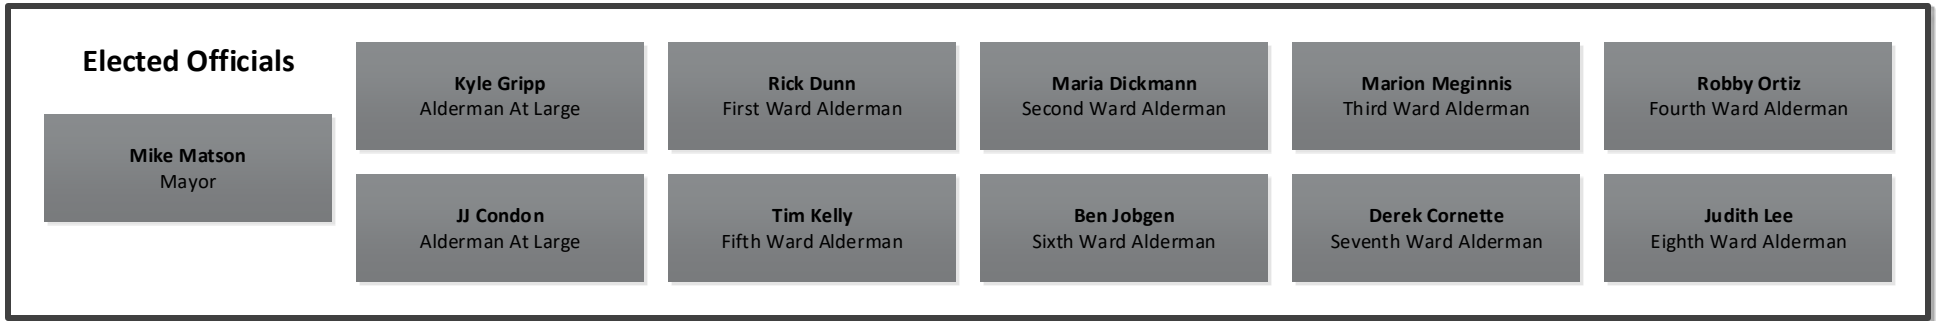 Elected Officials
Mike Matson
Mayor
Kyle Gripp
Alderman At Large
Rick Dunn
First Ward Alderman
Maria Dickmann
Second Ward Alderman
Marion Meginnis
Third Ward Alderman
Robby Ortiz
Fourth Ward Alderman
JJ Condon
Alderman At Large
Tim Kelly
Fifth Ward Alderman
Ben Jobgen
Sixth Ward Alderman
Derek Cornette
Seventh Ward Alderman
Judith Lee
Eighth Ward Alderman